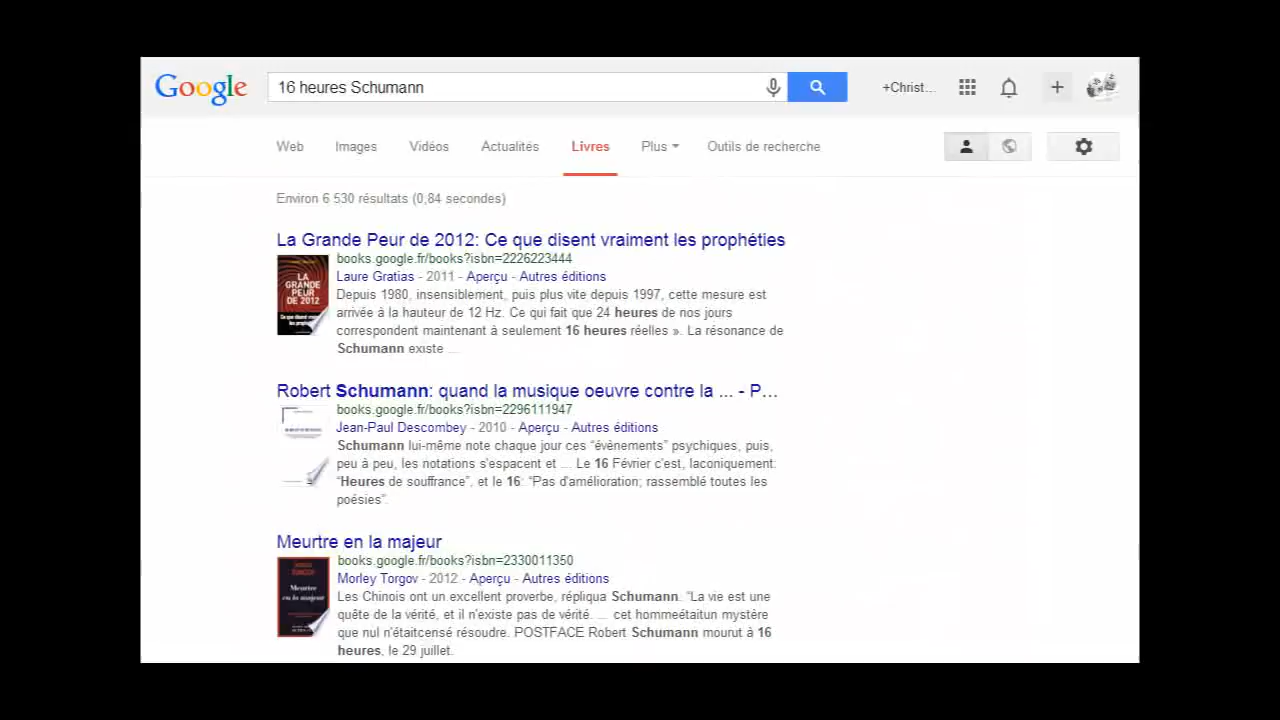 Google
16 heures Schumann
+Christ...
Web Images Vidéos Actualités Livres Plus Outils de recherche
Environ 6 530 résultats (0,84 secondes)
La Grande Peur de 2012: Ce que disent vraiment les prophéties
books.google.fr/books?isbn=2226223444
LA GRANDE PEUR DE 2012
Laure Gratias - 2011 - Aperçu - Autres éditions
Depuis 1980, insensiblement, puis plus vite depuis 1997, cette mesure est
arrivée à la hauteur de 12 Hz. Ce qui fait que 24 heures de nos jours
correspondent maintenant à seulement 16 heures réelles ». La résonance de
Schumann existe ...
Robert Schumann: quand la musique oeuvre contre la ... - P...
books.google.fr/books?isbn=2296111947
Jean-Paul Descombey - 2010 - Aperçu - Autres éditions
Schumann lui-même note chaque jour ces “évènements” psychiques, puis,
peu à peu, les notations s'espacent et ... Le 16 Février c'est, laconiquement:
“Heures de souffrance”, et le 16: “Pas d'amélioration; rassemblé toutes les
poésies”.
Meurtre en la majeur
books.google.fr/books?isbn=2330011350
Meurtre en la majeur
Morley Torgov - 2012 - Aperçu - Autres éditions
Les Chinois ont un excellent proverbe, répliqua Schumann. “La vie est une
quête de la vérité, et il n'existe pas de vérité. ... cet hommeétaitun mystère
que nul n'étaitcensé résoudre. POSTFACE Robert Schumann mourut à 16
heures, le 29 juillet.